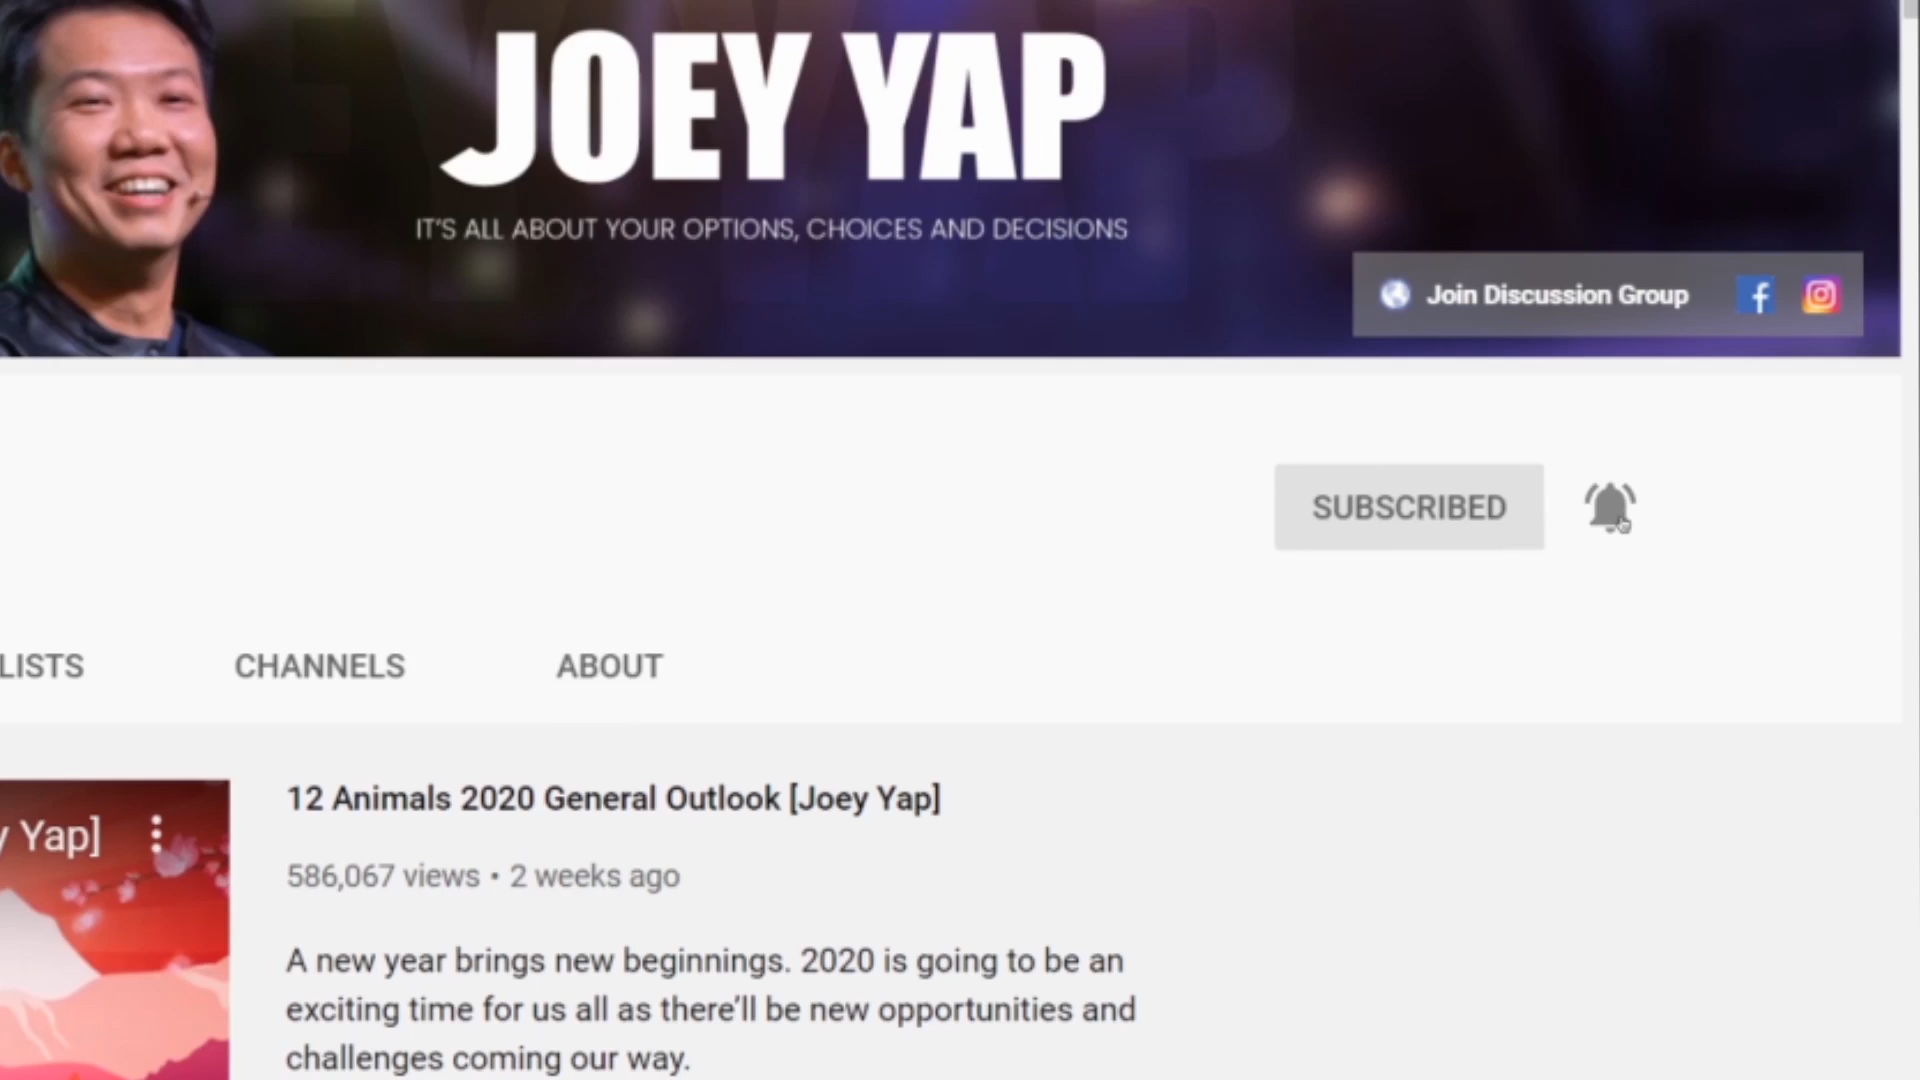 JOEY YAP
IT'S ALL ABOUT YOUR OPTIONS, CHOICES AND DECISIONS
Join Discussion Group
SUBSCRIBED
LISTS CHANNELS ABOUT
12 Animals 2020 General Outlook [Joey Yap]
Yap]
586,067 views • 2 weeks ago
A new year brings new beginnings. 2020 is going to be an
exciting time for us all as there'll be new opportunities and
challenges coming our way.